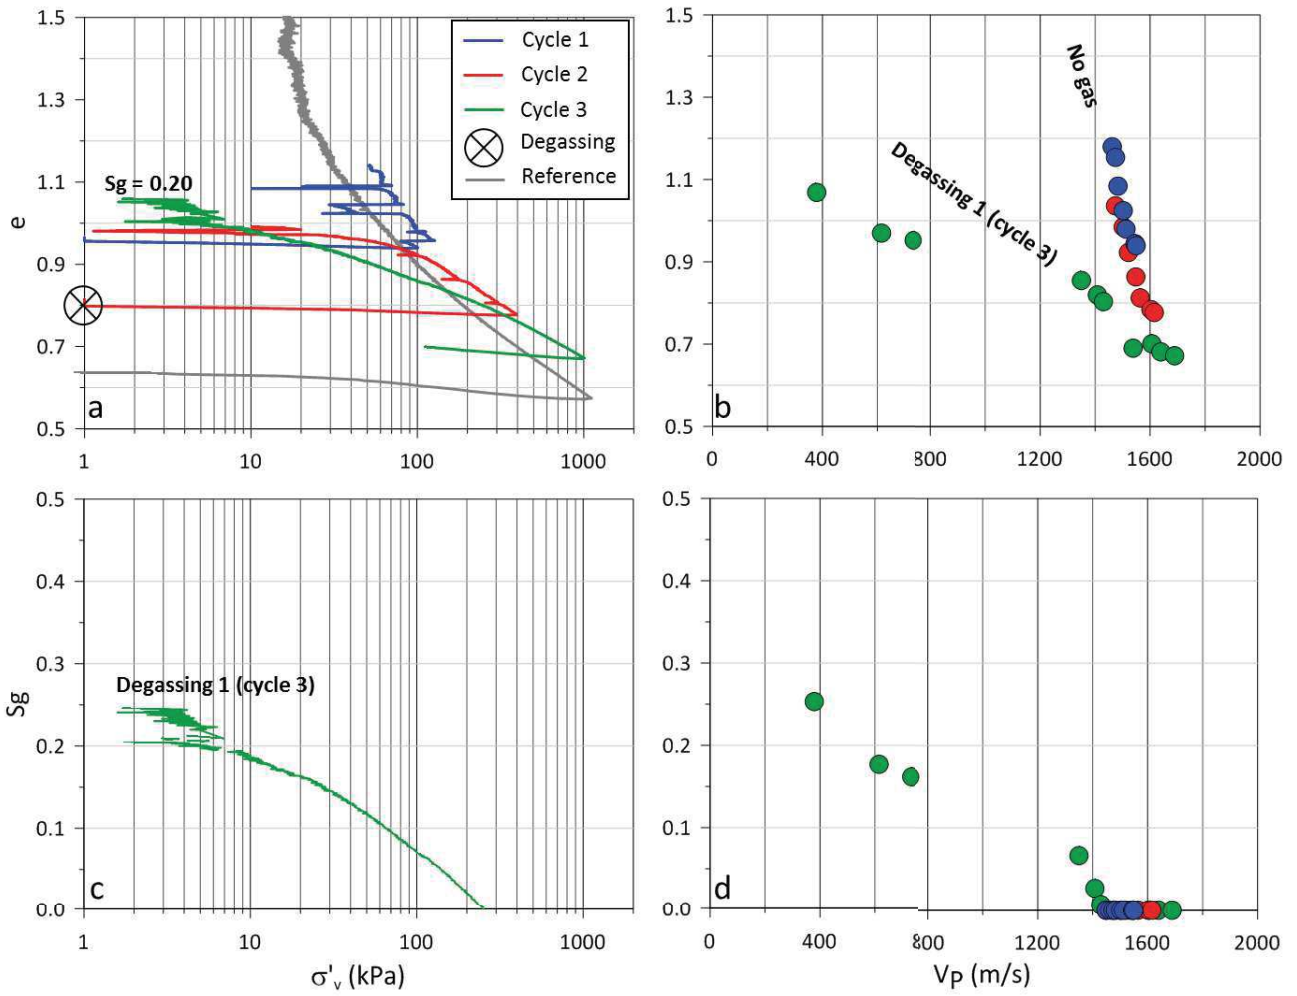 1.5
1.3
1.1
0.9
0.7
0.5
e
Cycle 1
Cycle 2
Cycle 3
Degassing
Reference
Sg = 0.20
a
1
10
100
1000
1.5
1.3
1.1
0.9
0.7
0.5
No gas
Degassing 1 (cycle 3)
b
0
400
800
1200
1600
2000
0.5
0.4
0.3
0.2
0.1
0.0
Sg
Degassing 1 (cycle 3)
c
1
10
100
1000
σ'v (kPa)
0.5
0.4
0.3
0.2
0.1
0.0
d
0
400
800
1200
1600
2000
VP (m/s)